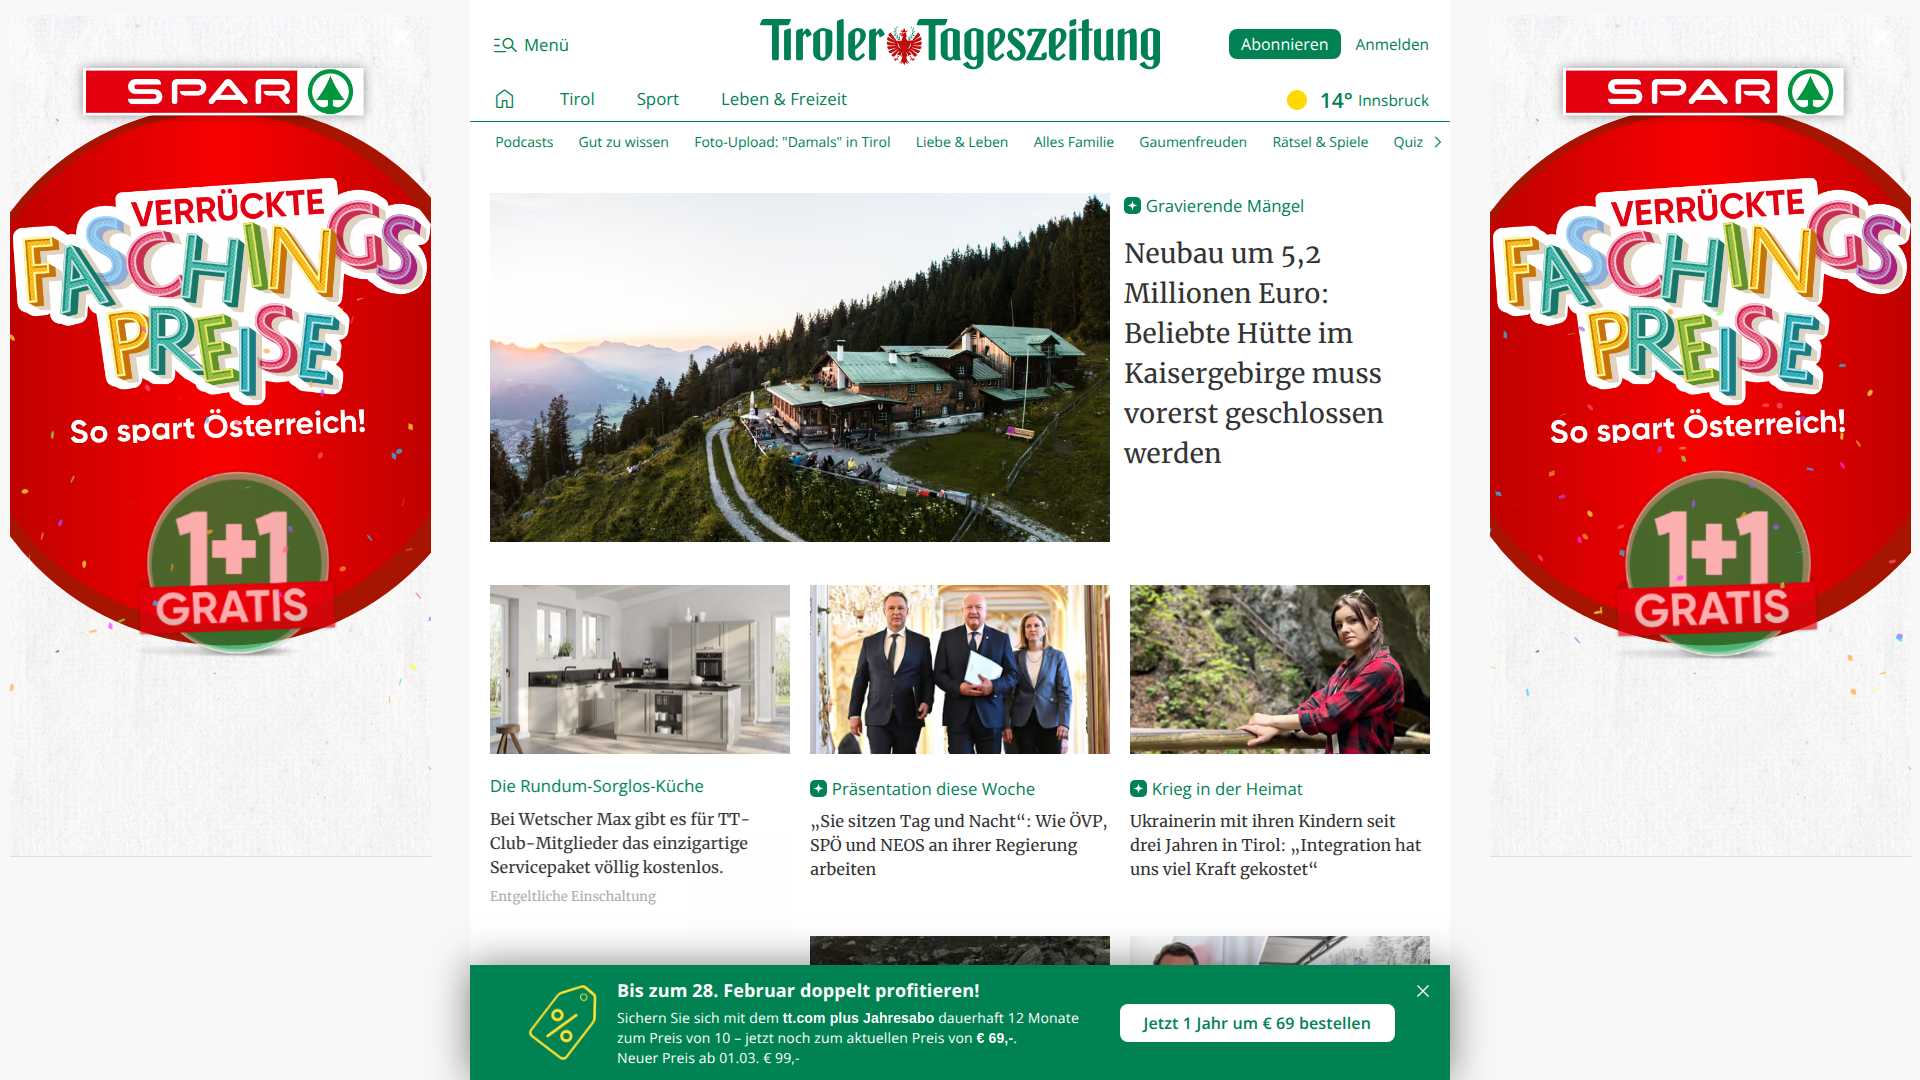 Menü
Tiroler Tageszeitung
Abonnieren
Anmelden
Tirol
Sport
Leben & Freizeit
14° Innsbruck
Podcasts
Gut zu wissen
Foto-Upload: "Damals" in Tirol
Liebe & Leben
Alles Familie
Gaumenfreuden
Rätsel & Spiele
Quiz
SPAR
VERRÜCKTE
FASCHINGS
PREISE
So spart Österreich!
1+1
GRATIS
Gravierende Mängel
Neubau um 5,2
Millionen Euro:
Beliebte Hütte im
Kaisergebirge muss
vorerst geschlossen
werden
SPAR
VERRÜCKTE
FASCHINGS
PREISE
So spart Österreich!
1+1
GRATIS
Die Rundum-Sorglos-Küche
Bei Wetscher Max gibt es für TT-
Club-Mitglieder das einzigartige
Servicepaket völlig kostenlos.
Entgeltliche Einschaltung
Präsentation diese Woche
„Sie sitzen Tag und Nacht“: Wie ÖVP,
SPÖ und NEOS an ihrer Regierung
arbeiten
Krieg in der Heimat
Ukrainerin mit ihren Kindern seit
drei Jahren in Tirol: „Integration hat
uns viel Kraft gekostet“
Bis zum 28. Februar doppelt profitieren!
Sichern Sie sich mit dem tt.com plus Jahresabo dauerhaft 12 Monate
zum Preis von 10 – jetzt noch zum aktuellen Preis von € 69,-.
Neuer Preis ab 01.03. € 99,-
Jetzt 1 Jahr um € 69 bestellen